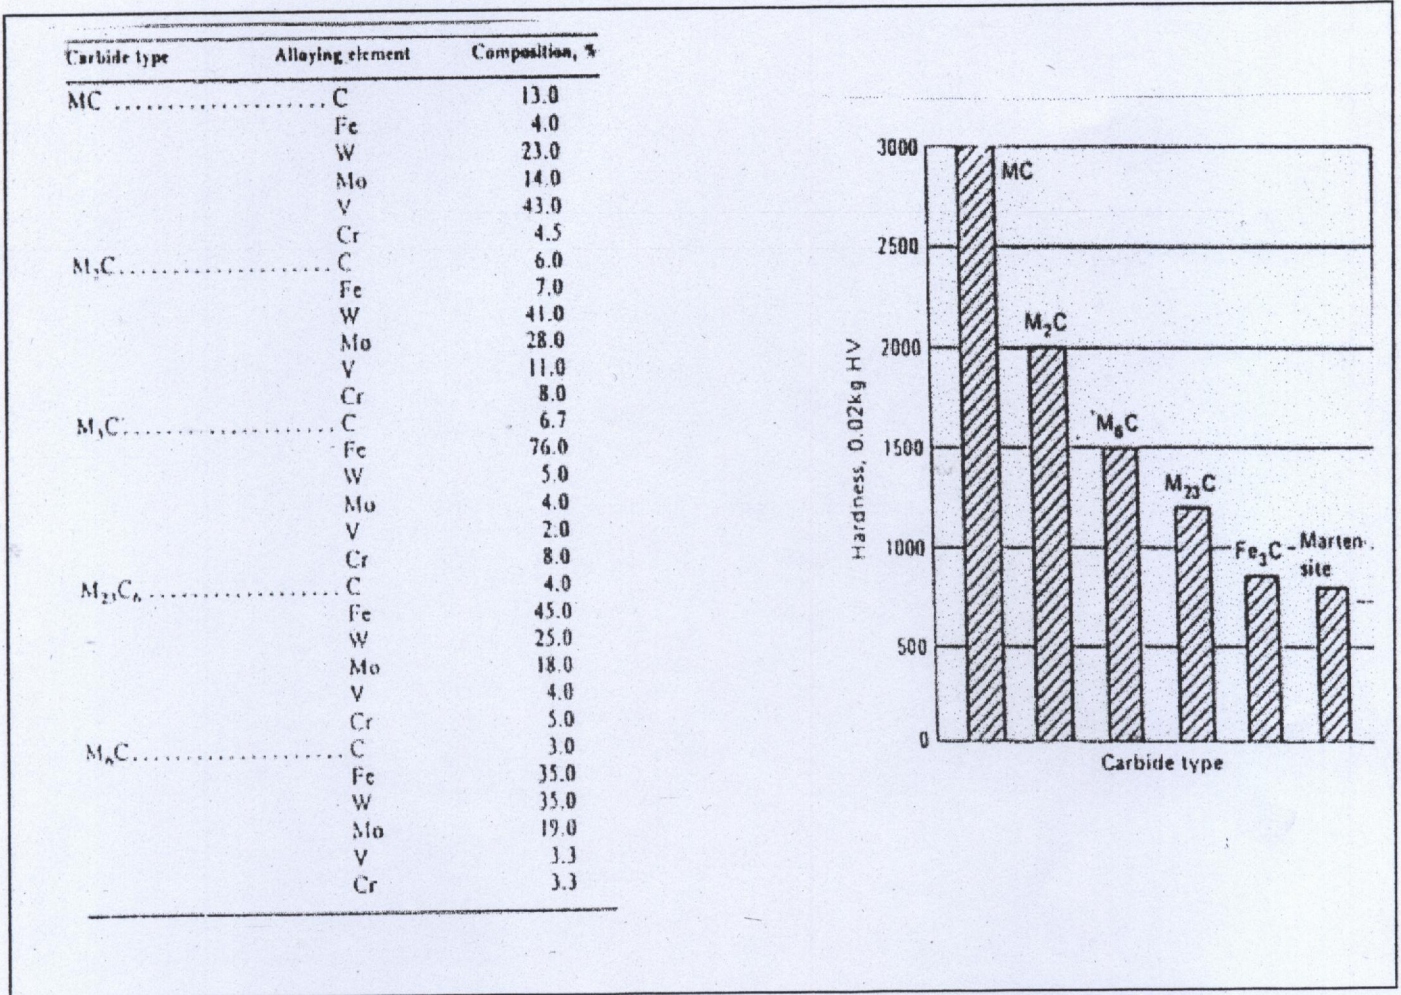 Carbide type Alloying element Composition, %
MC .................... C 13.0
Fe 4.0
W 23.0
Mo 14.0
V 43.0
Cr 4.5
M₂C .................... C 6.0
Fe 7.0
W 41.0
Mo 28.0
V 11.0
Cr 8.0
M₃C .................... C 6.7
Fe 76.0
W 5.0
Mo 4.0
V 2.0
Cr 8.0
M₂₃C₆ .................... C 4.0
Fe 45.0
W 25.0
Mo 18.0
V 4.0
Cr 5.0
M₆C .................... C 3.0
Fe 35.0
W 35.0
Mo 19.0
V 3.3
Cr 3.3
Hardness, 0.02kg HV
3000
2500
2000
1500
1000
500
0
MC
M₂C
M₆C
M₂₃C
Fe₃C
Marten-
site
Carbide type